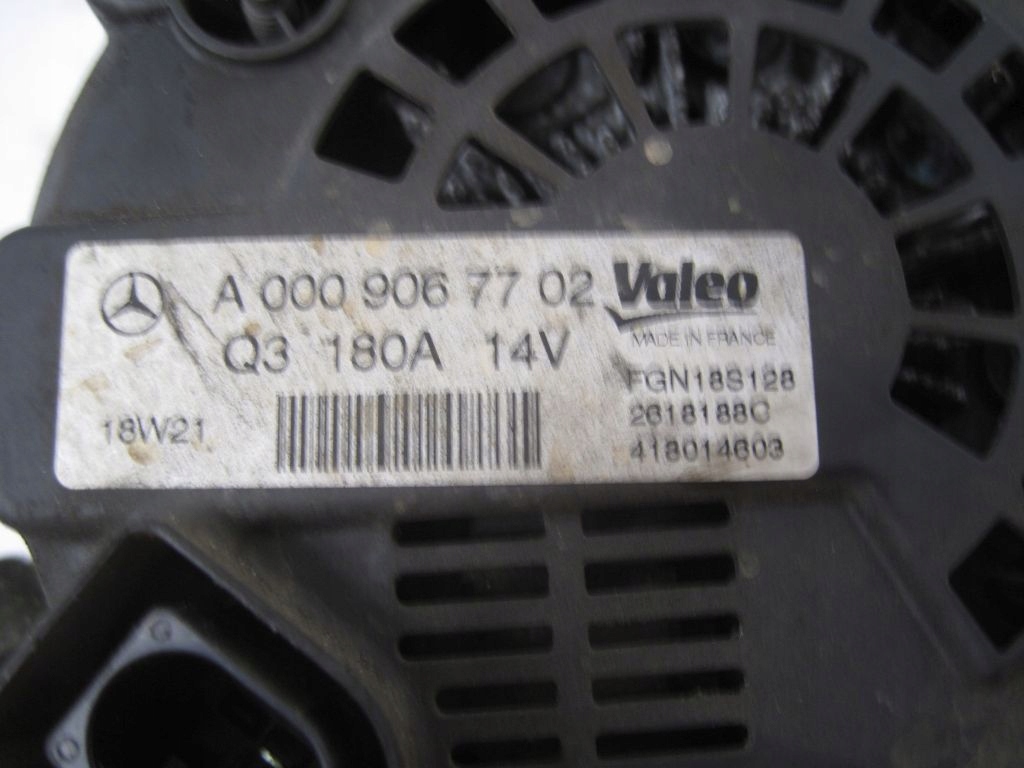 A 000 906 77 02
Q3 180A 14V
18W21
Valeo
MADE IN FRANCE
FGN18S128
2618188C
418014603
G